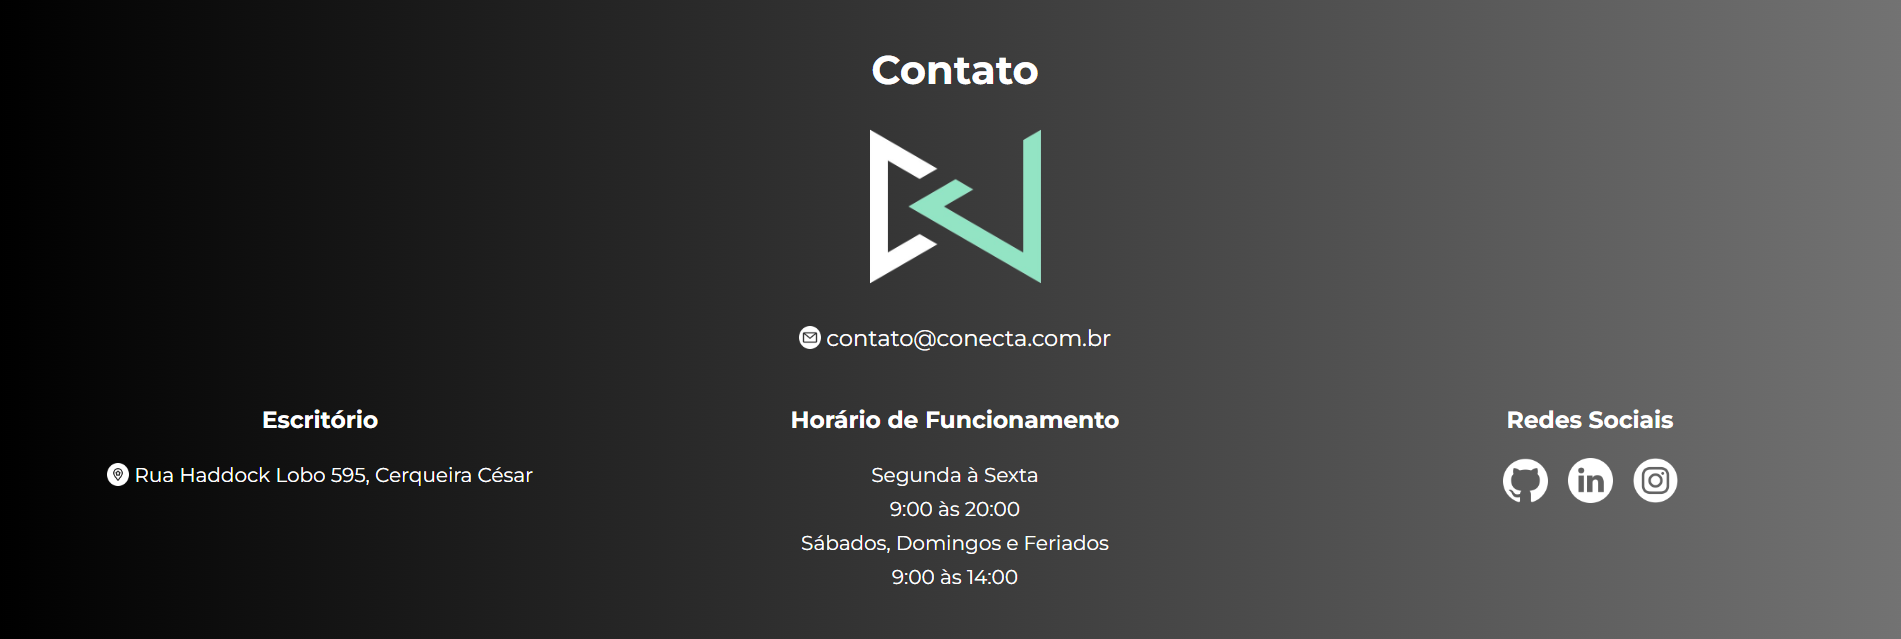 Contato
contato@conecta.com.br
Escritório
Rua Haddock Lobo 595, Cerqueira César
Horário de Funcionamento
Segunda à Sexta
9:00 às 20:00
Sábados, Domingos e Feriados
9:00 às 14:00
Redes Sociais
in